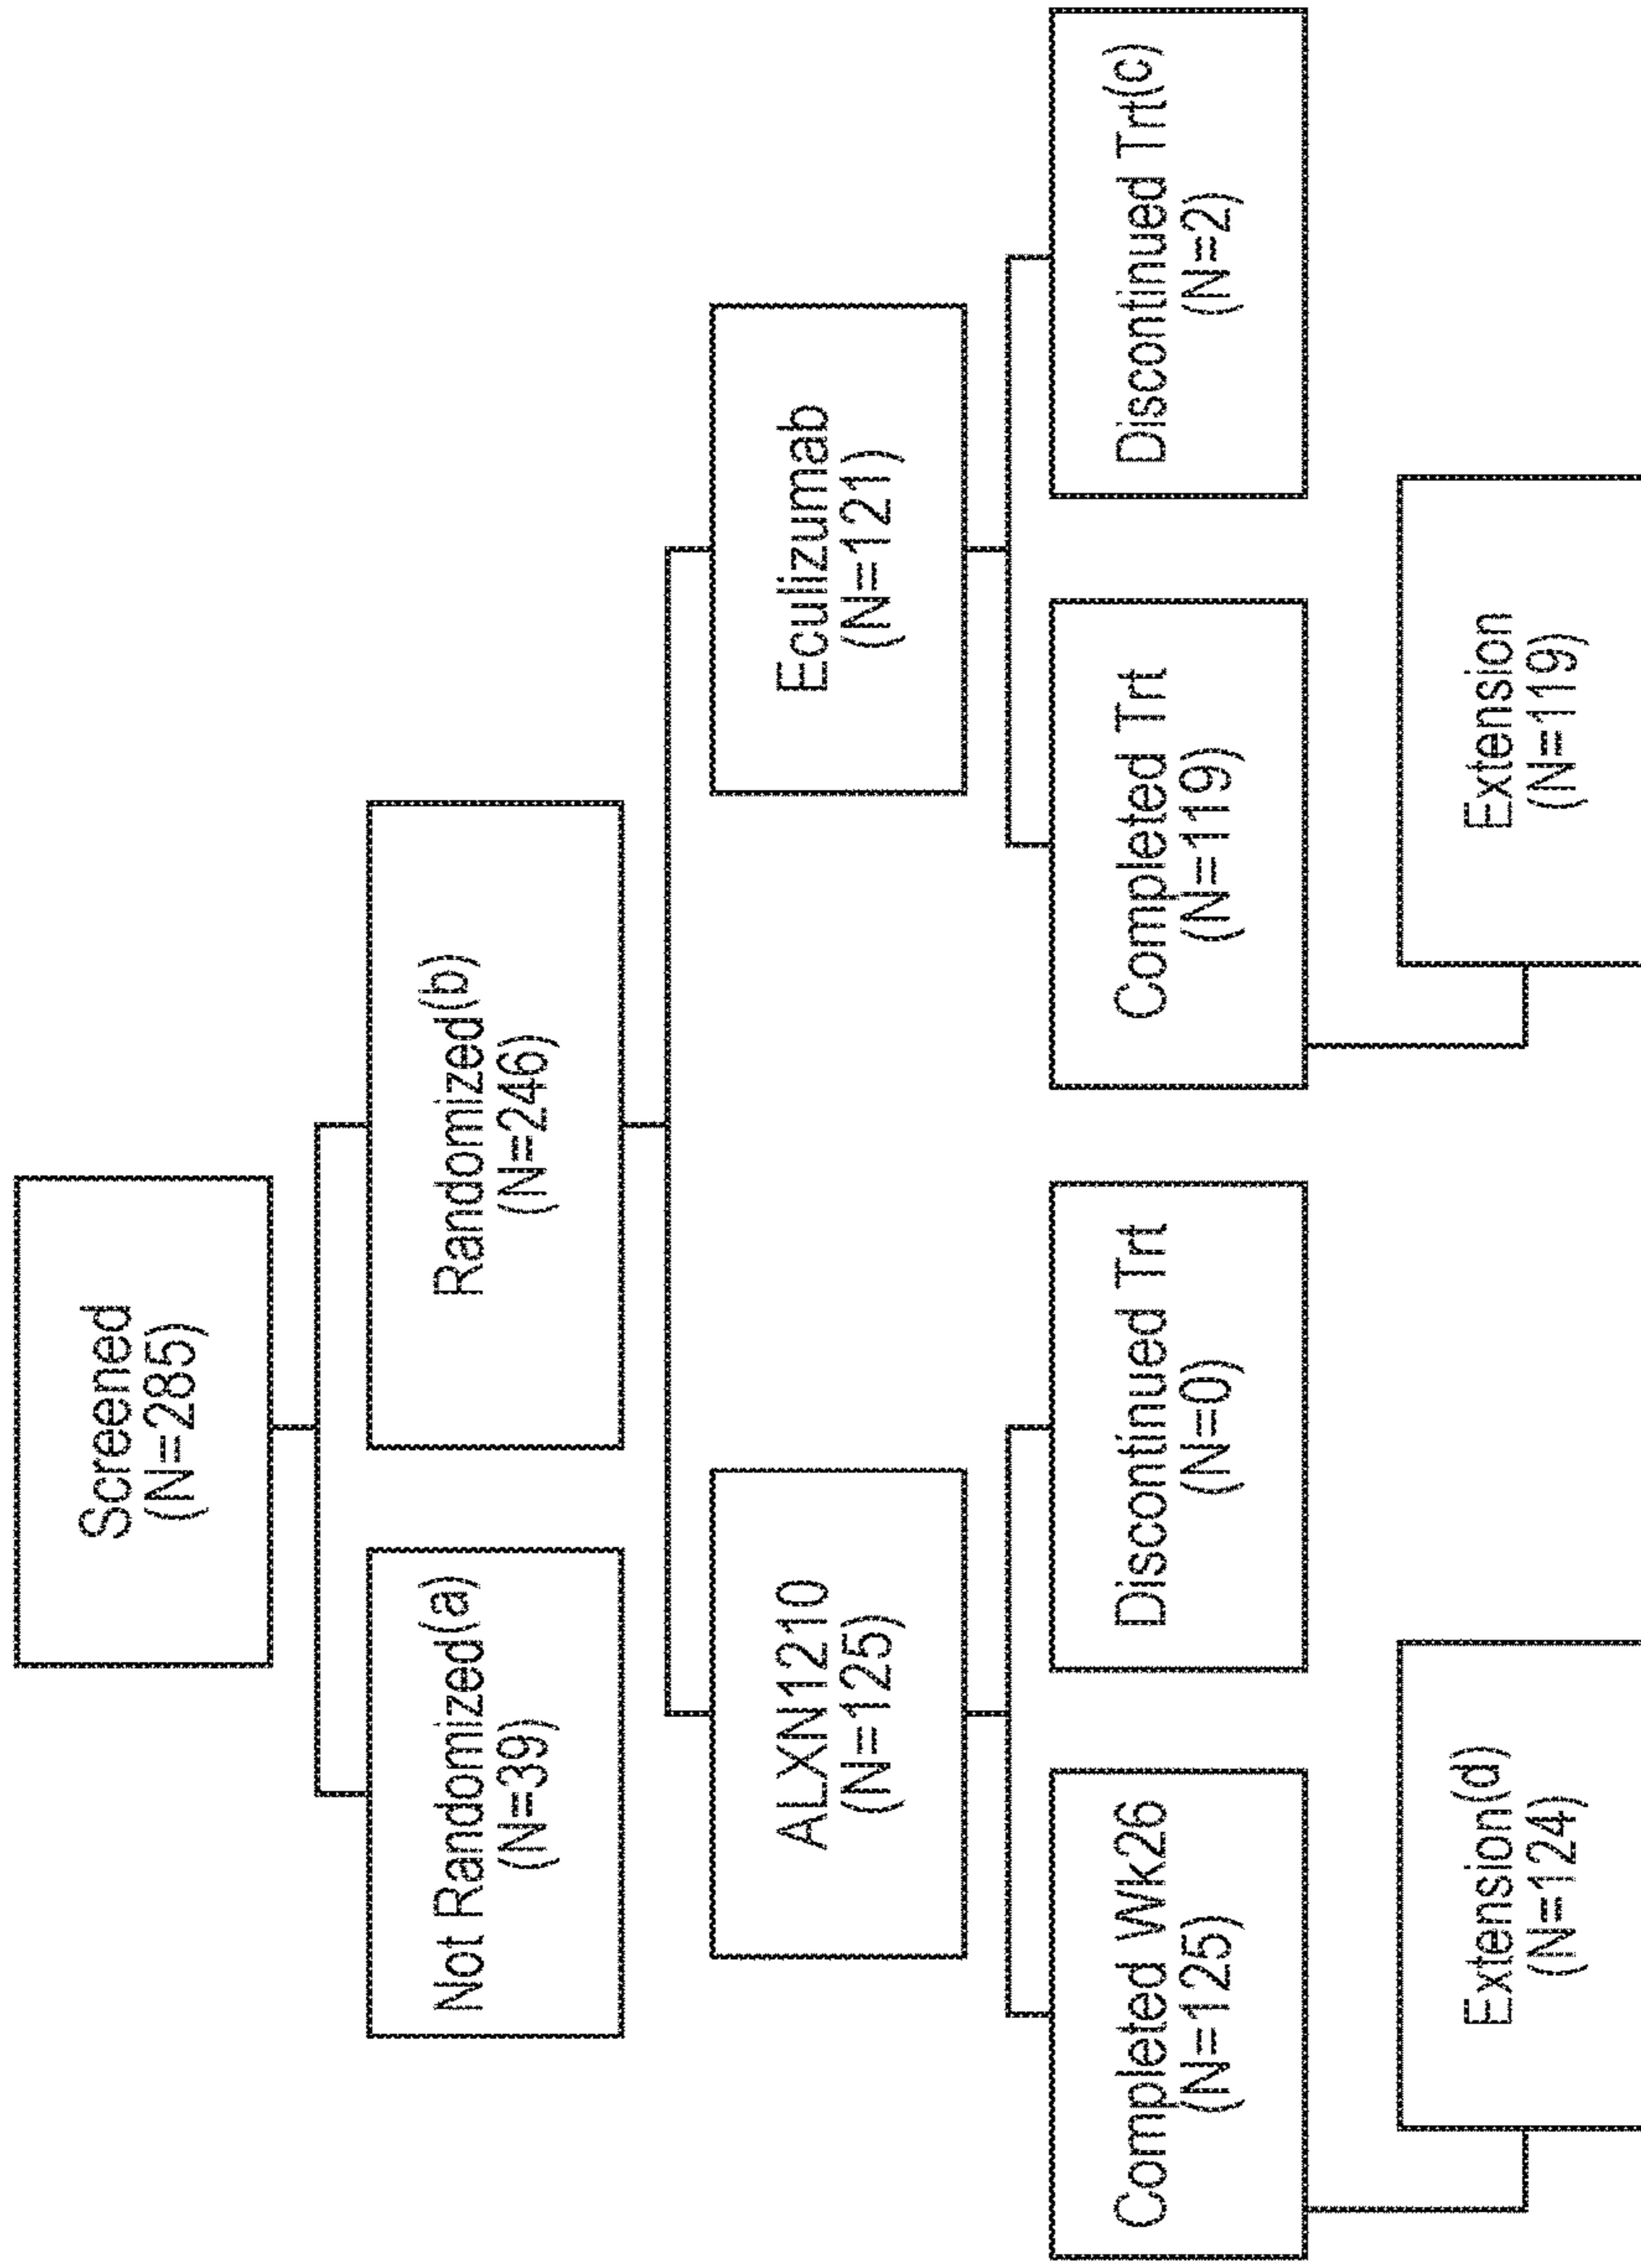 Screened
(N=285)
Not Randomized(a)
(N=39)
Randomized(b)
(N=246)
ALXN1210
(N=125)
Eculizumab
(N=121)
Completed Wk26
(N=125)
Discontinued Trt
(N=0)
Completed Trt
(N=119)
Discontinued Trt(c)
(N=2)
Extension(d)
(N=124)
Extension
(N=119)